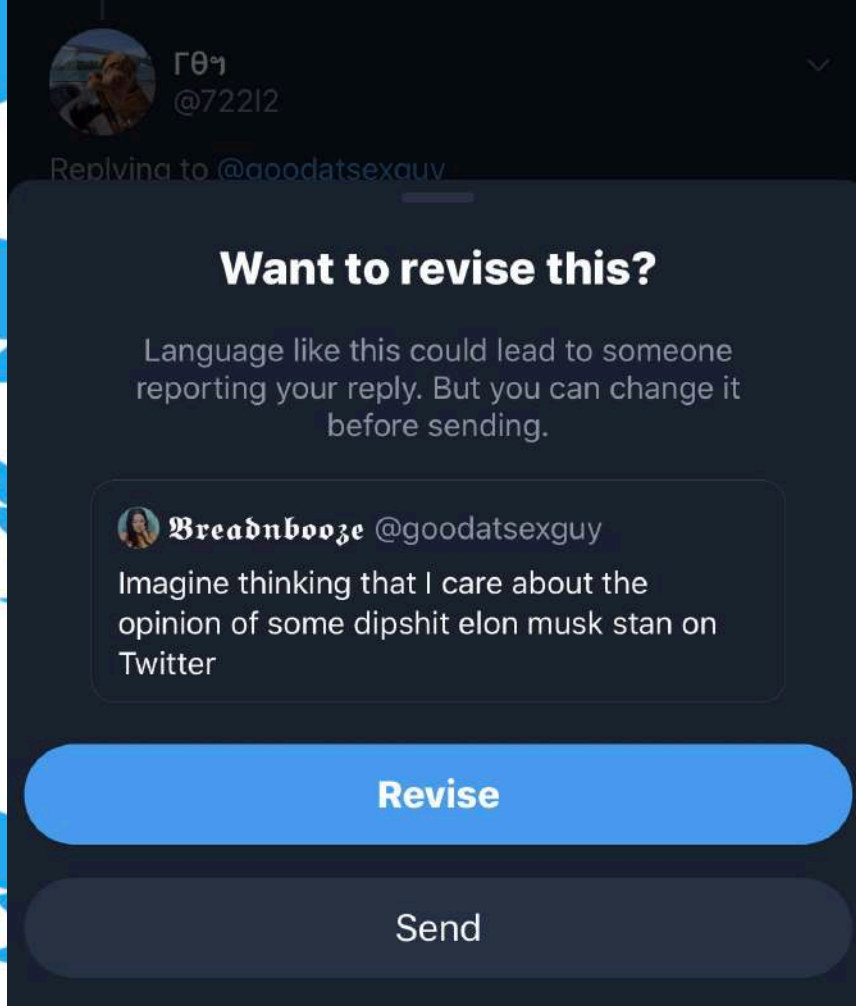 Γθঀ
@722I2
Replying to @goodatsexguy
Want to revise this?
Language like this could lead to someone
reporting your reply. But you can change it
before sending.
𝕭𝖗𝖊𝖆𝖉𝖓𝖇𝖔𝖔𝖟𝖊 @goodatsexguy
Imagine thinking that I care about the
opinion of some dipshit elon musk stan on
Twitter
Revise
Send